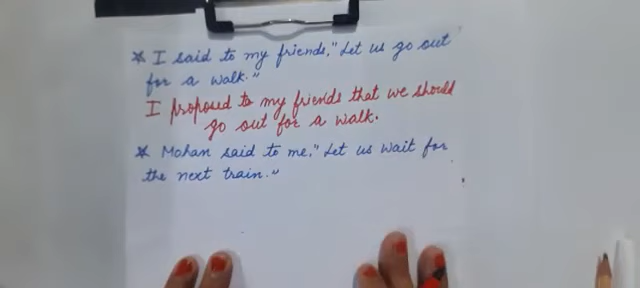 * I said to my friends, "Let us go out
for a walk."
I proposed to my friends that we should
go out for a walk.
* Mohan said to me, "Let us wait for
the next train."